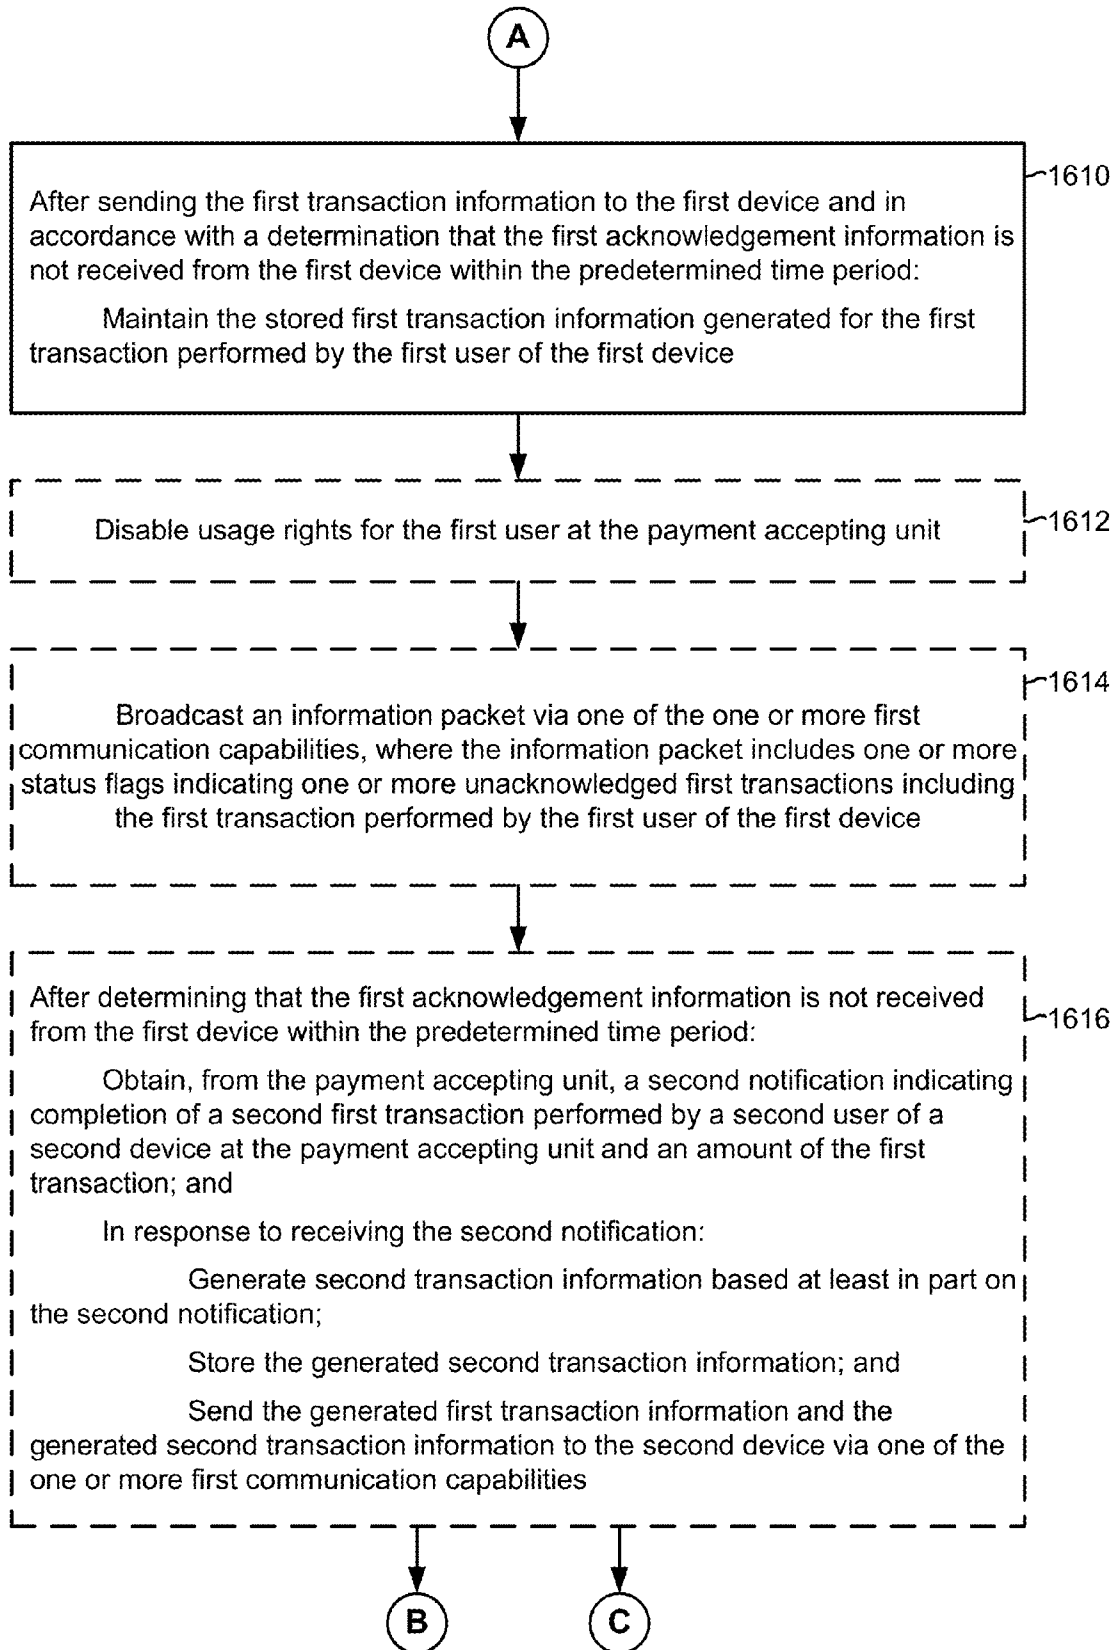 A
1610
After sending the first transaction information to the first device and in
accordance with a determination that the first acknowledgement information is
not received from the first device within the predetermined time period:
Maintain the stored first transaction information generated for the first
transaction performed by the first user of the first device
1612
Disable usage rights for the first user at the payment accepting unit
1614
Broadcast an information packet via one of the one or more first
communication capabilities, where the information packet includes one or more
status flags indicating one or more unacknowledged first transactions including
the first transaction performed by the first user of the first device
1616
After determining that the first acknowledgement information is not received
from the first device within the predetermined time period:
Obtain, from the payment accepting unit, a second notification indicating
completion of a second first transaction performed by a second user of a
second device at the payment accepting unit and an amount of the first
transaction; and
In response to receiving the second notification:
Generate second transaction information based at least in part on
the second notification;
Store the generated second transaction information; and
Send the generated first transaction information and the
generated second transaction information to the second device via one of the
one or more first communication capabilities
B
C